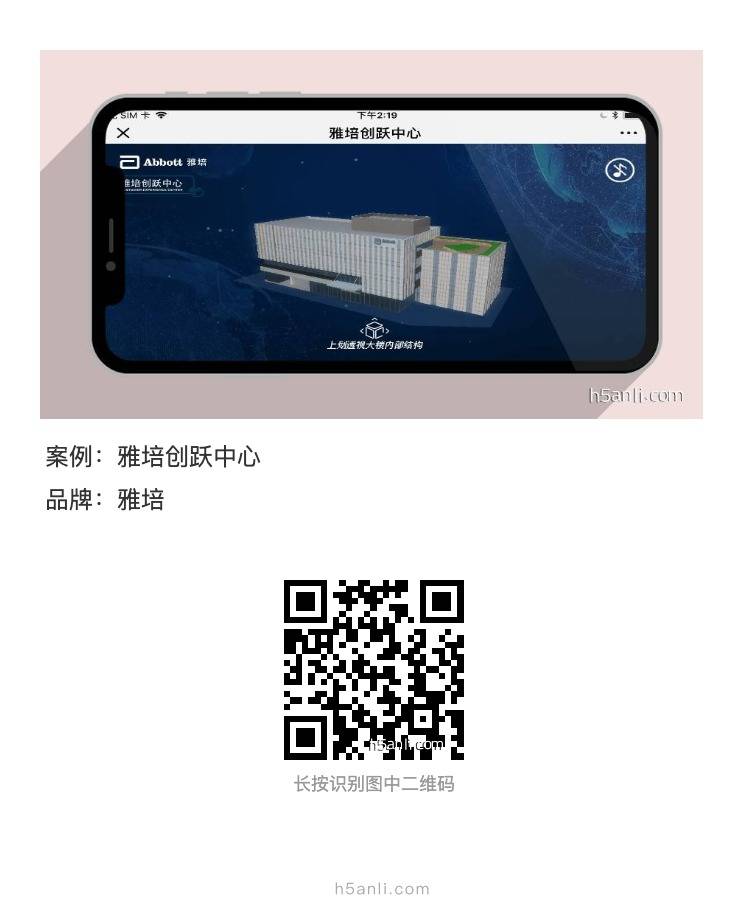 SIM 卡
下午2:19
雅培创跃中心
Abbott 雅培
雅培创跃中心
上划透视大楼内部结构
h5anli.com
案例：雅培创跃中心
品牌：雅培
h5anli.com
长按识别图中二维码
h5anli.com